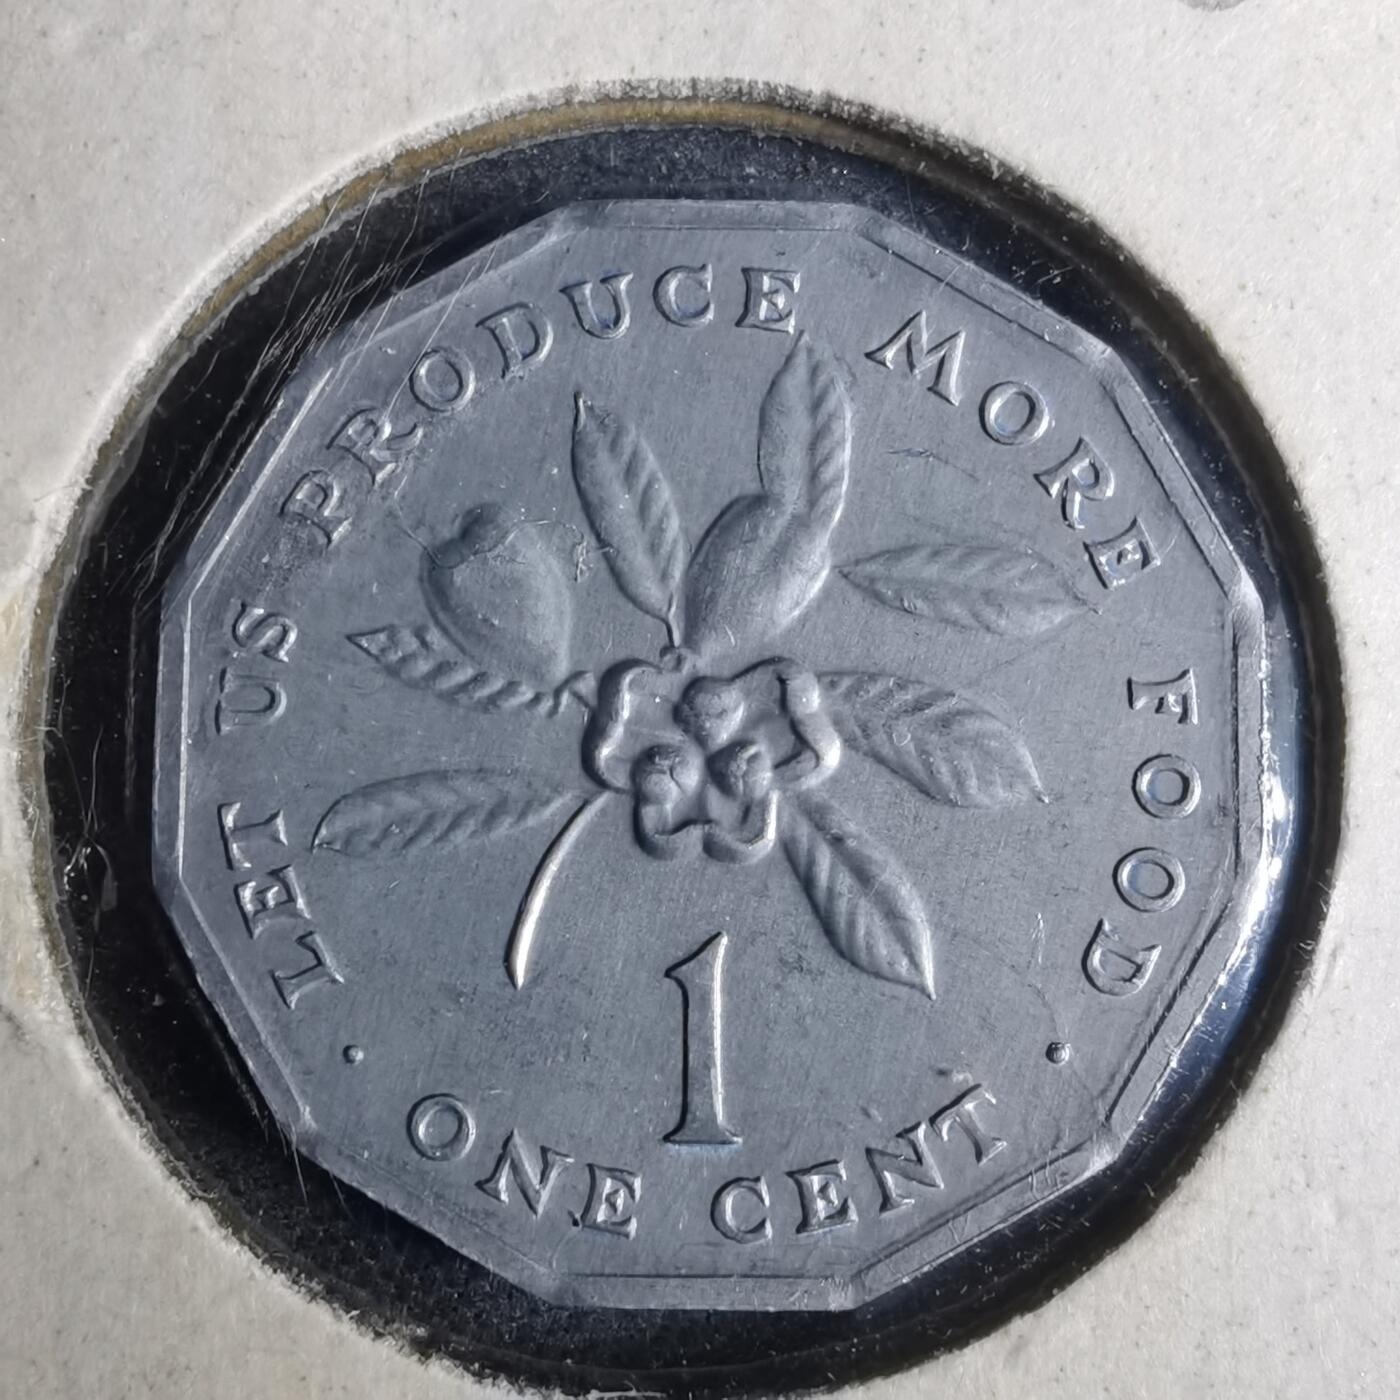 LET US PRODUCE MORE FOOD
1
· ONE CENT ·